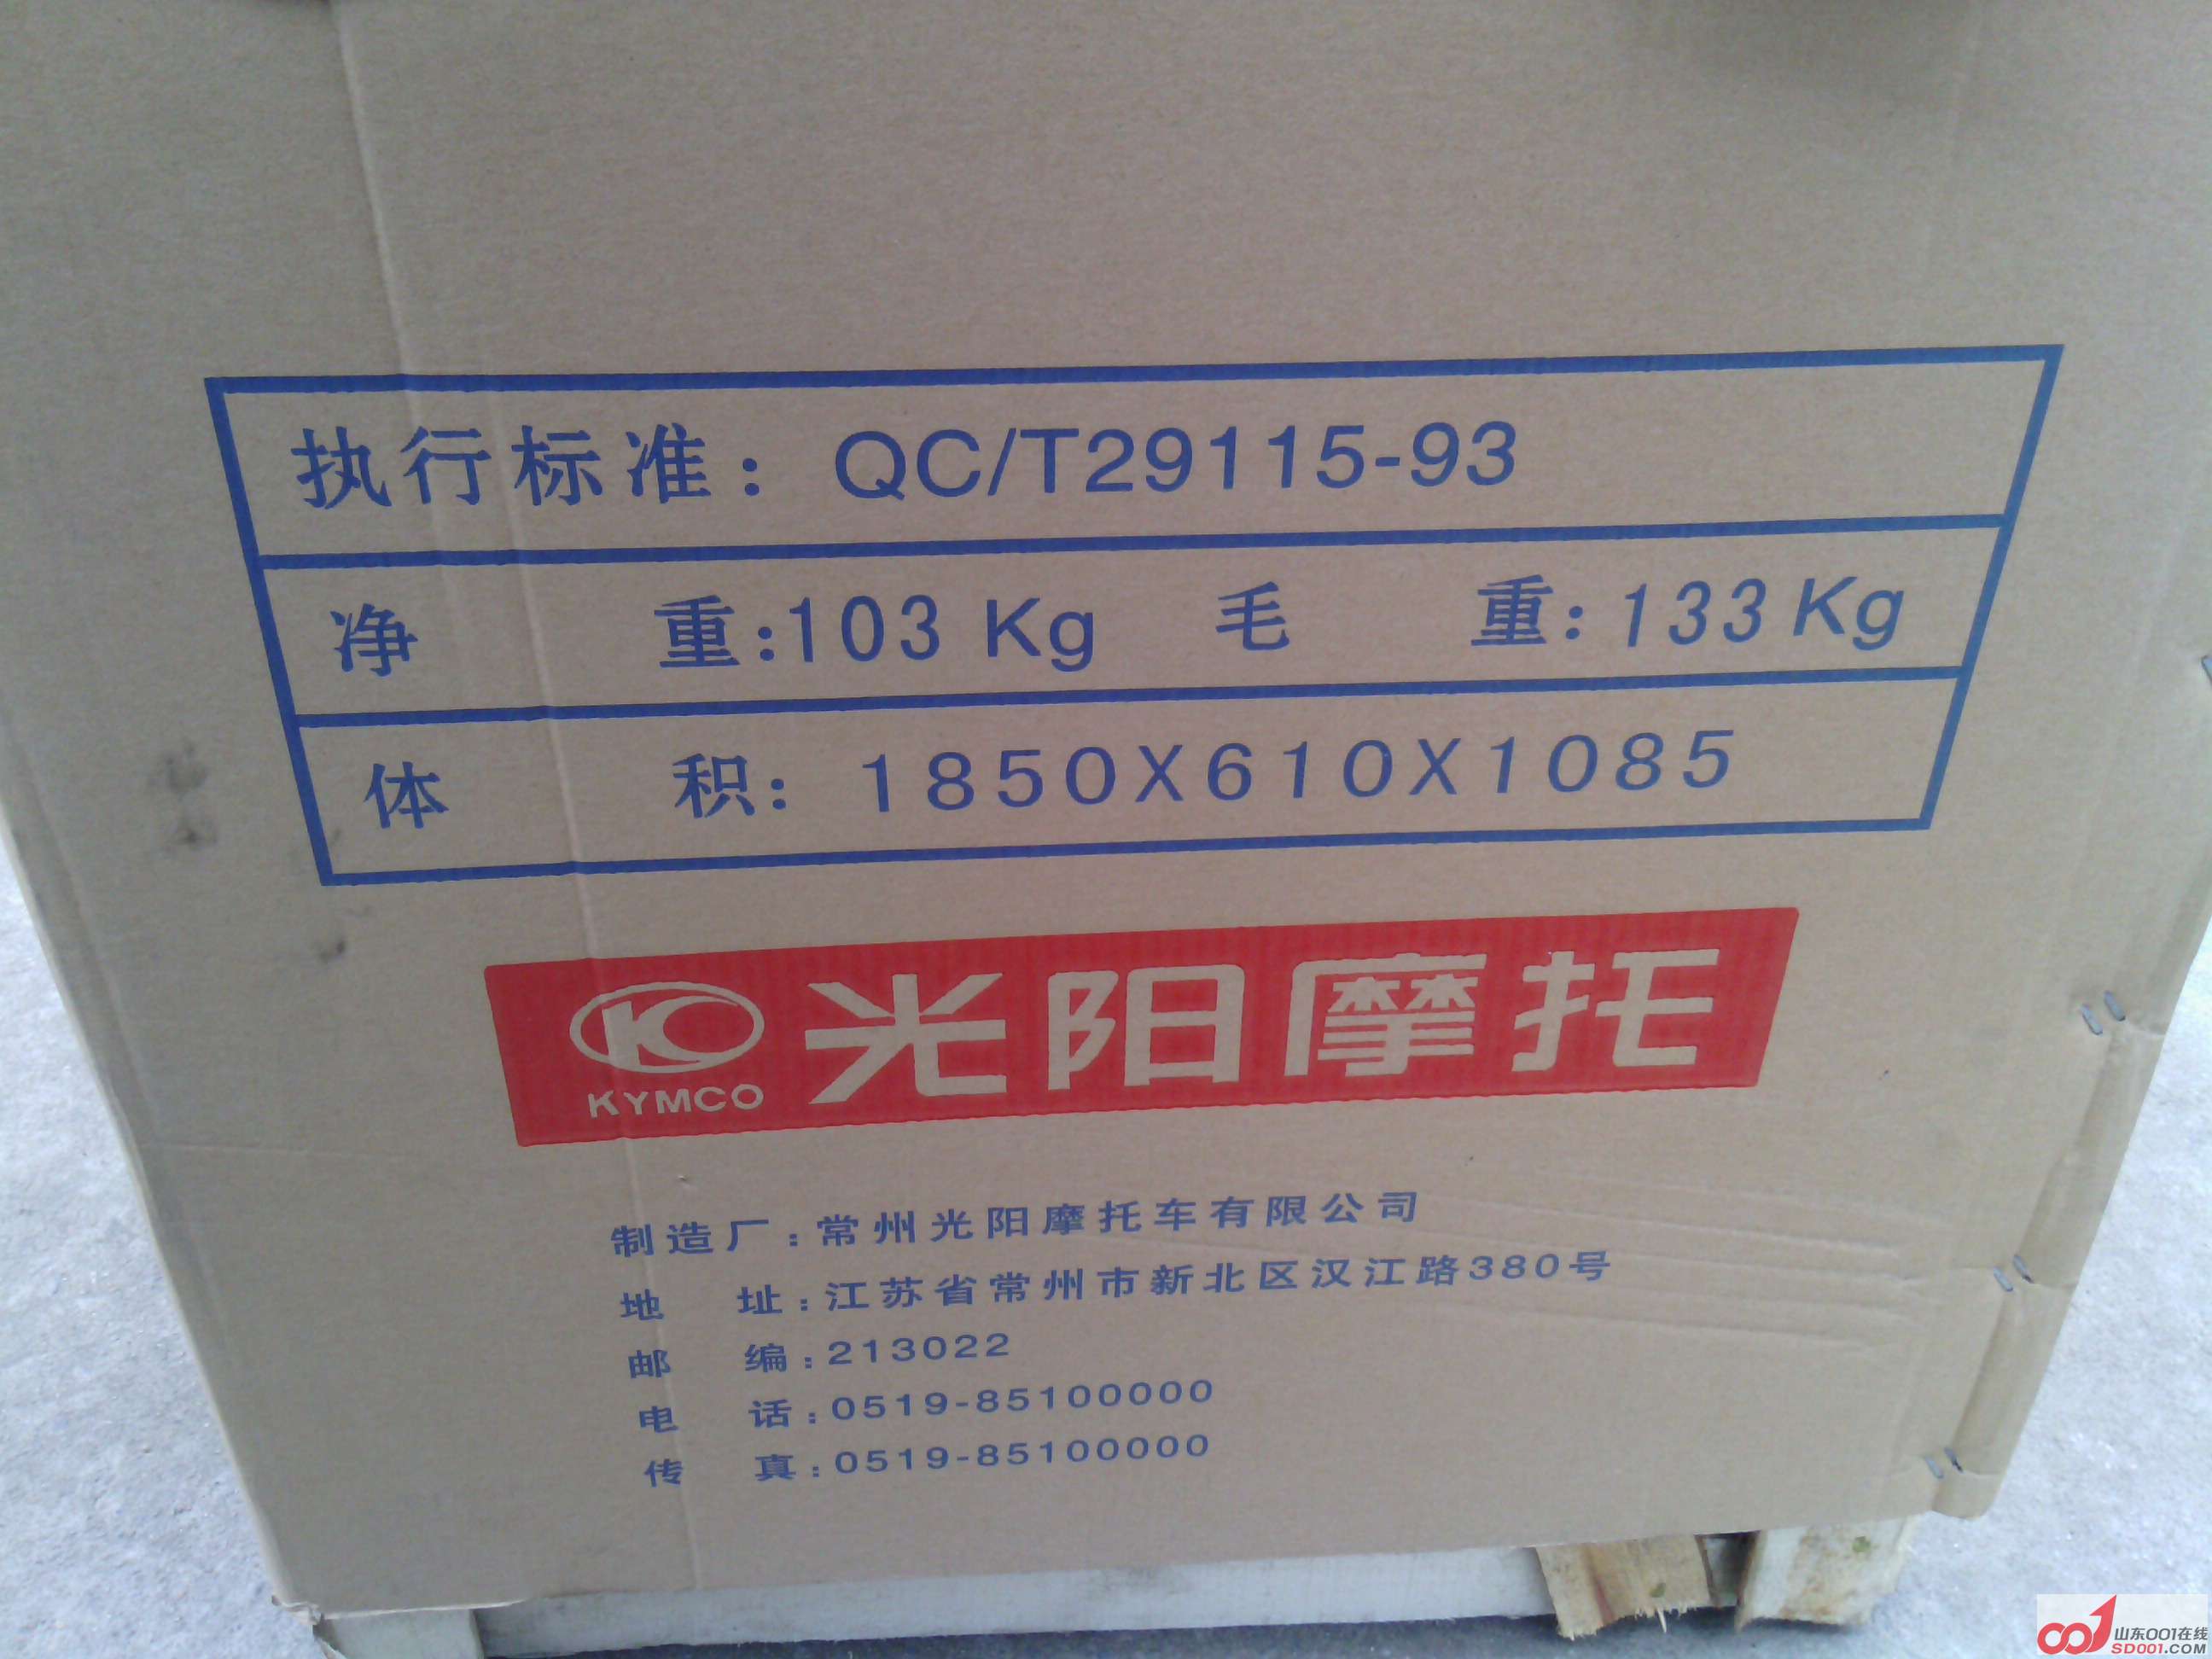 执行标准：QC/T29115-93
净 重：103 Kg 毛 重：133 Kg
体 积：1850X610X1085
KYMCO 光阳摩托
制造厂：常州光阳摩托车有限公司
地 址：江苏省常州市新北区汉江路380号
邮 编：213022
电 话：0519-85100000
传 真：0519-85100000
山东001在线
SD001.COM